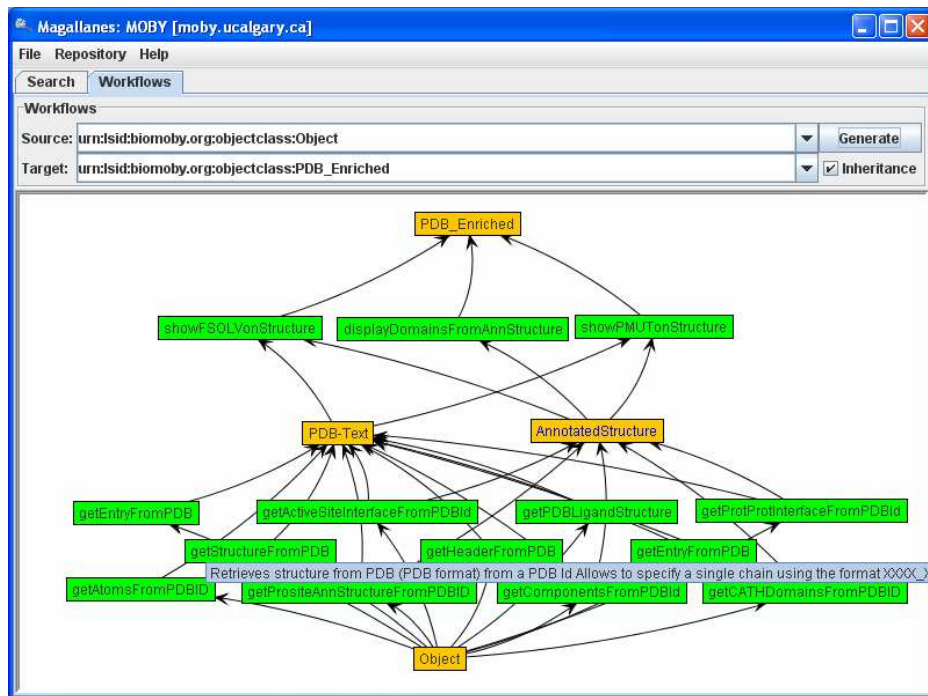 Magallanes: MOBY [moby.ucalgary.ca]
File Repository Help
Search Workflows
Workflows
Source: urn:lsid:biomoby.org:objectclass:Object Generate
Target: urn:lsid:biomoby.org:objectclass:PDB_Enriched Inheritance
PDB_Enriched
showFSOLVonStructure displayDomainsFromAnnStructure showPMUTonStructure
PDB-Text AnnotatedStructure
getEntryFromPDB getActiveSiteInterfaceFromPDBId getPDBLigandStructure getProtProtInterfaceFromPDBId
getStructureFromPDB getHeaderFromPDB getEntryFromPDB
Retrieves structure from PDB (PDB format) from a PDB Id Allows to specify a single chain using the format XXXX_X
getAtomsFromPDBID getPrositeAnnStructureFromPDBID getComponentsFromPDBId getCATHDomainsFromPDBID
Object